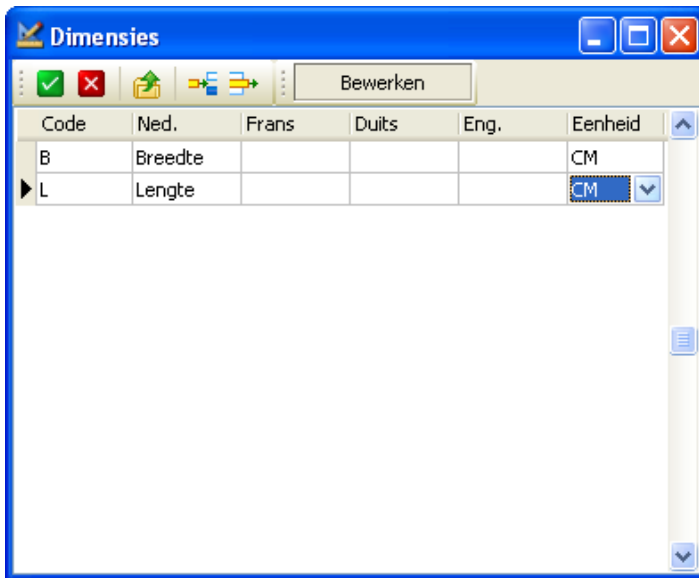 Dimensies
Bewerken
Code Ned. Frans Duits Eng. Eenheid
B Breedte CM
L Lengte CM